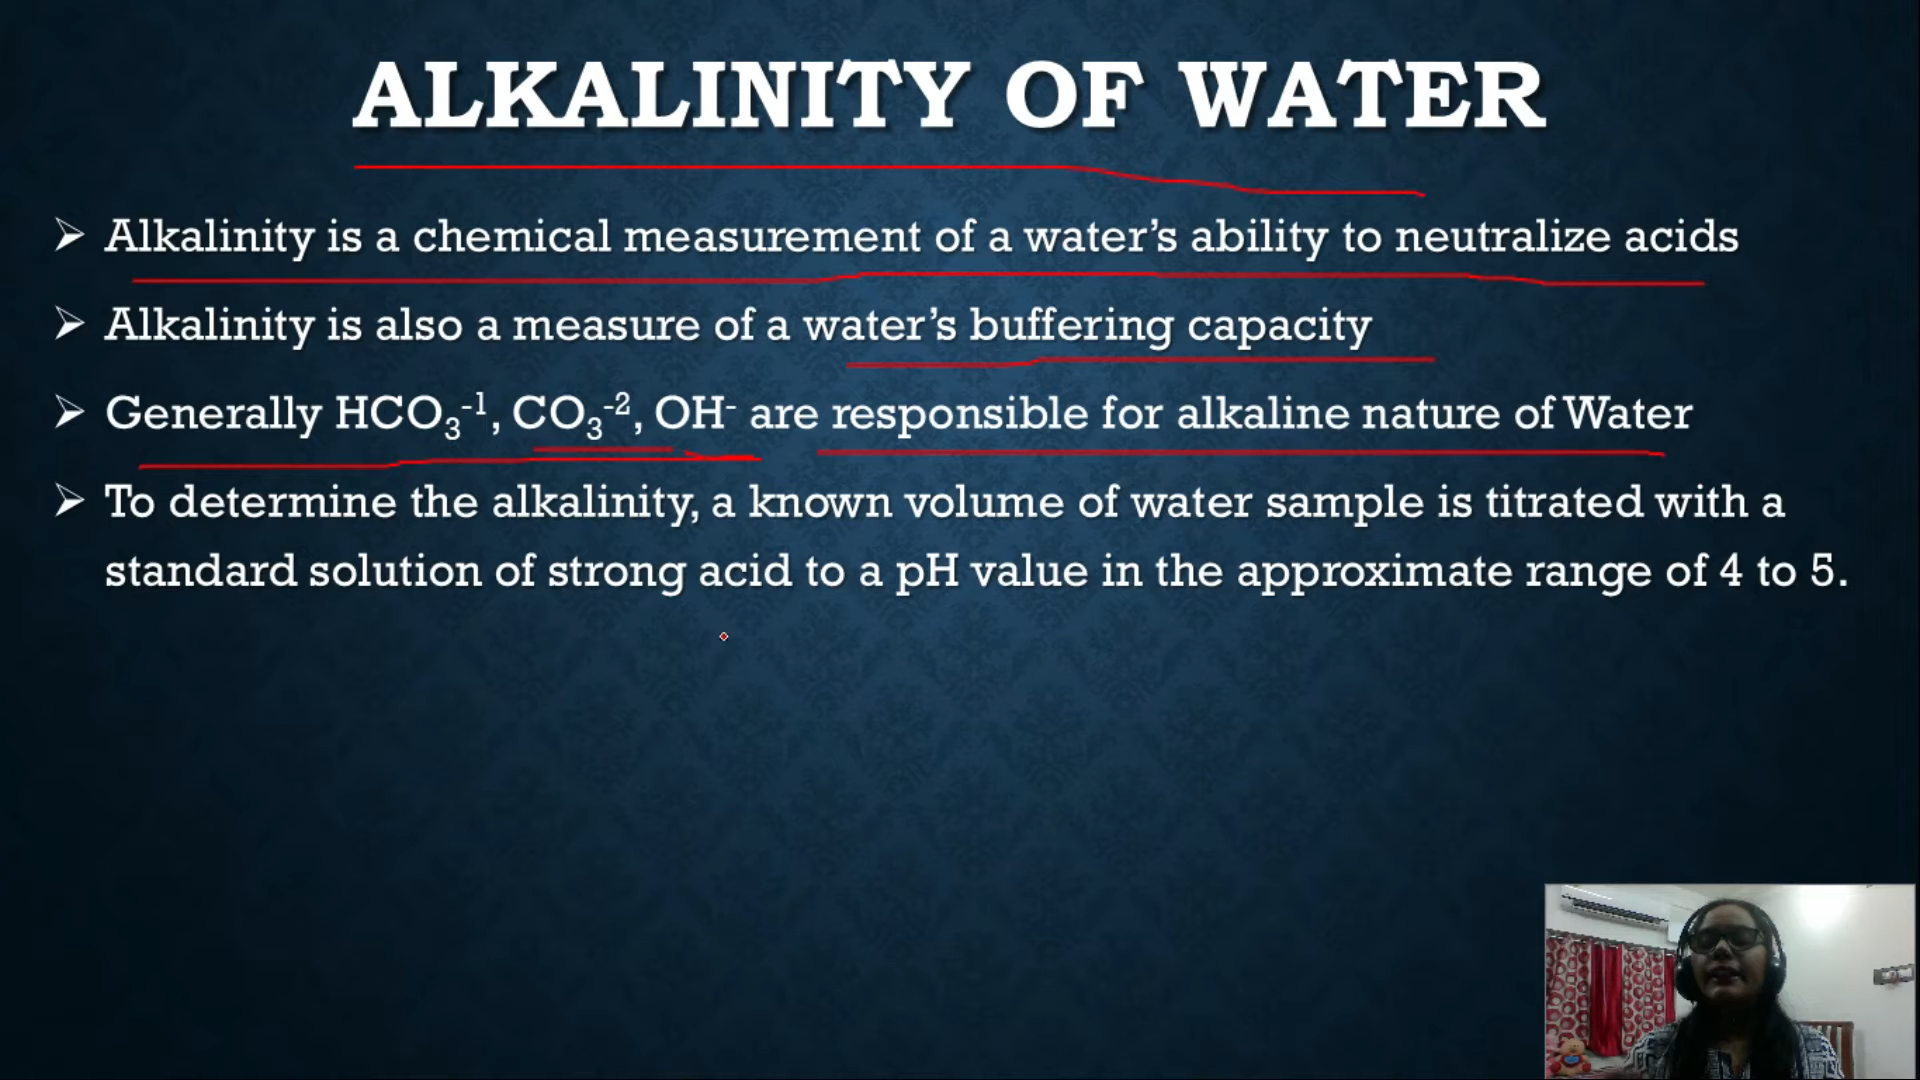 ALKALINITY OF WATER
➢ Alkalinity is a chemical measurement of a water’s ability to neutralize acids
➢ Alkalinity is also a measure of a water’s buffering capacity
➢ Generally HCO₃⁻¹, CO₃⁻², OH⁻ are responsible for alkaline nature of Water
➢ To determine the alkalinity, a known volume of water sample is titrated with a
standard solution of strong acid to a pH value in the approximate range of 4 to 5.